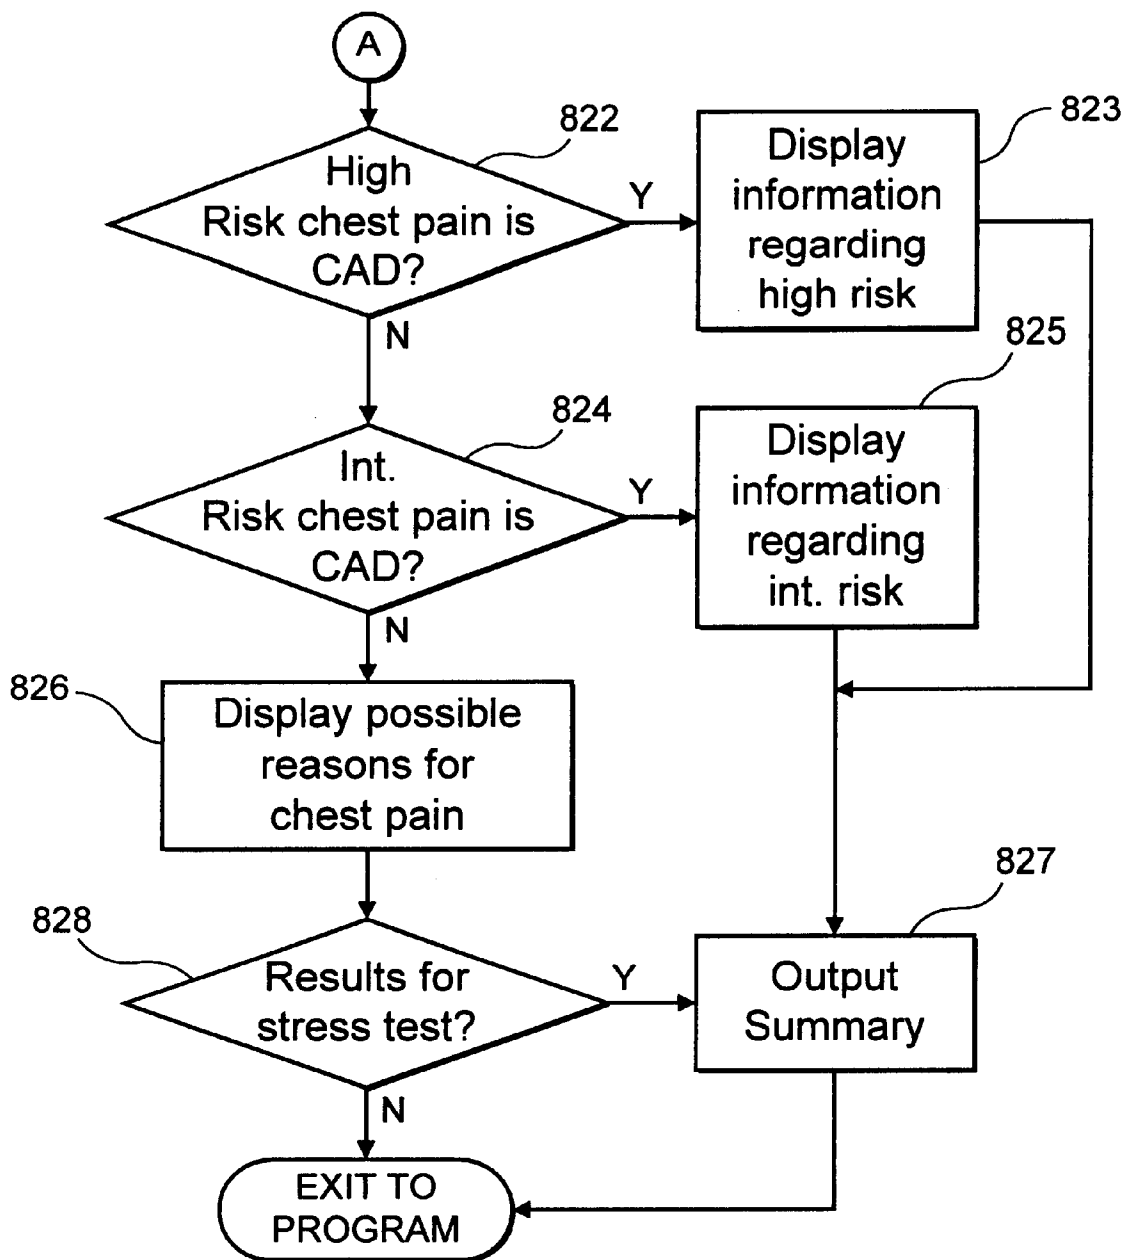 A
822
High
Risk chest pain is
CAD?
Y
N
823
Display
information
regarding
high risk
824
Int.
Risk chest pain is
CAD?
Y
N
825
Display
information
regarding
int. risk
826
Display possible
reasons for
chest pain
828
Results for
stress test?
Y
N
827
Output
Summary
EXIT TO
PROGRAM